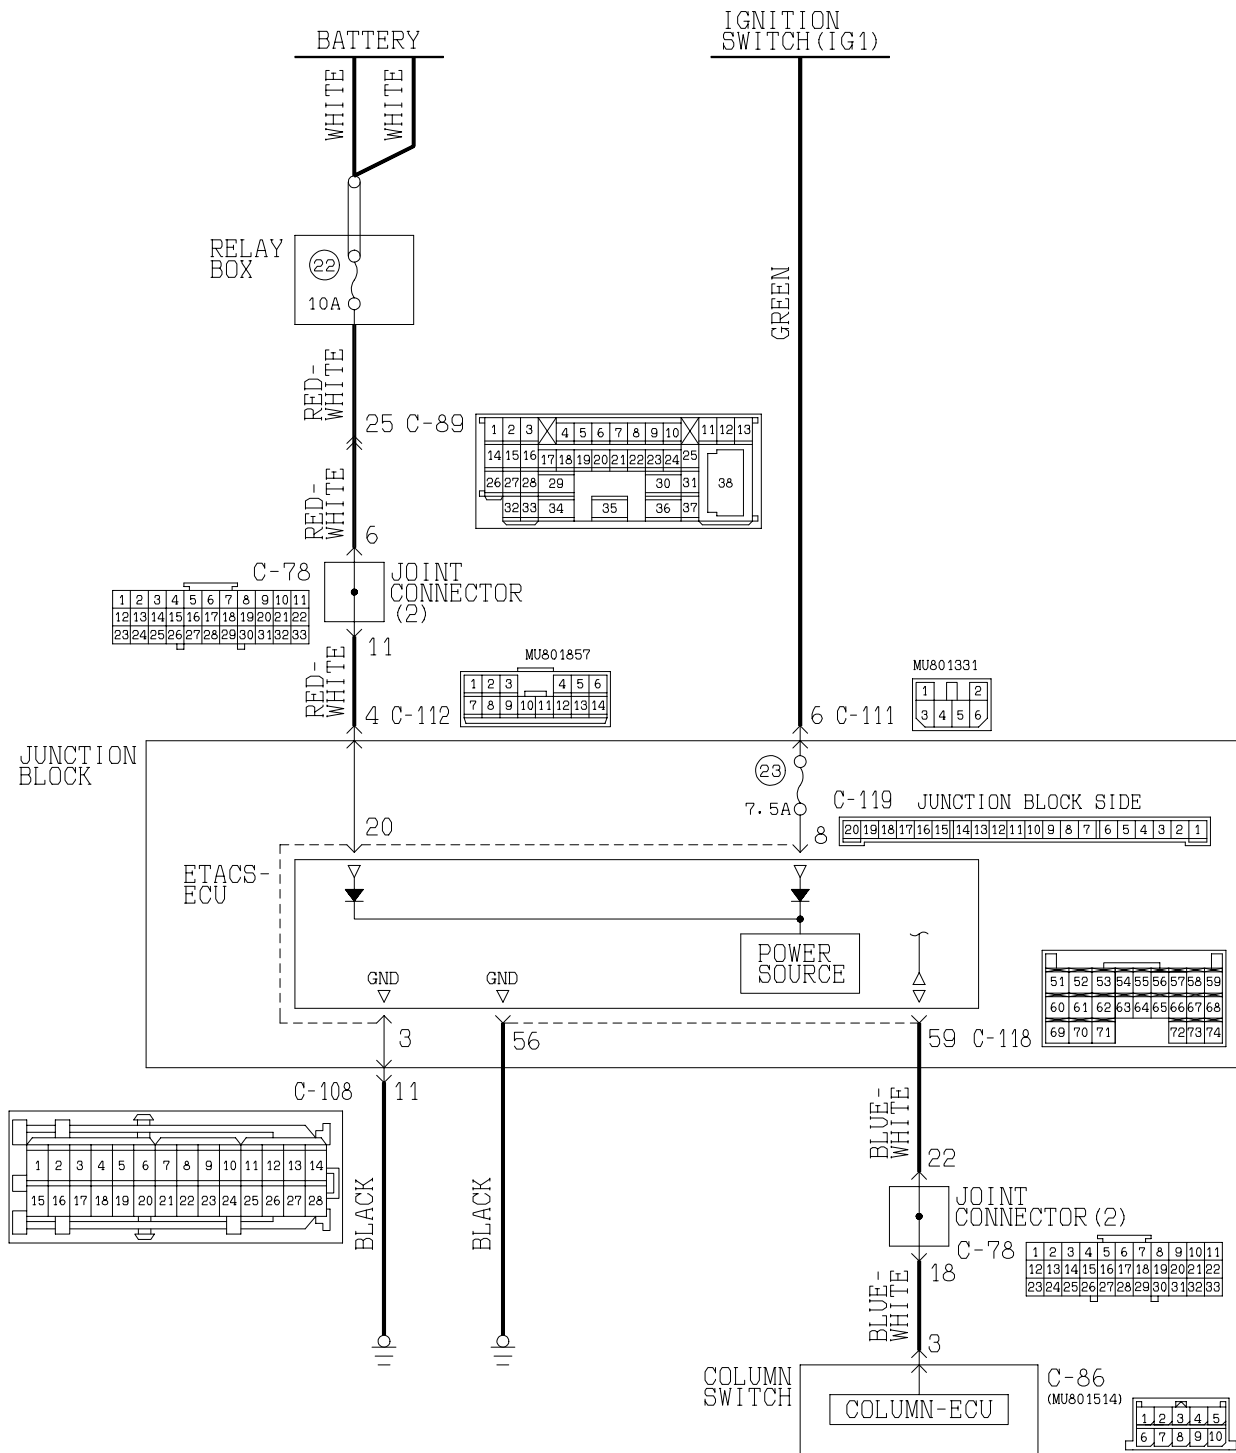 BATTERY
IGNITION
SWITCH(IG1)
WHITE
WHITE
RELAY
BOX
22
10A
GREEN
RED-
WHITE
25 C-89
1 2 3 4 5 6 7 8 9 10 11 12 13
14 15 16 17 18 19 20 21 22 23 24 25
26 27 28 29 30 31 38
32 33 34 35 36 37
RED-
WHITE
6
C-78
JOINT
CONNECTOR
(2)
1 2 3 4 5 6 7 8 9 10 11
12 13 14 15 16 17 18 19 20 21 22
23 24 25 26 27 28 29 30 31 32 33
11
RED-
WHITE
MU801857
1 2 3 4 5 6
7 8 9 10 11 12 13 14
4 C-112
MU801331
1 2
3 4 5 6
6 C-111
JUNCTION
BLOCK
23
7.5A
C-119 JUNCTION BLOCK SIDE
20 19 18 17 16 15 14 13 12 11 10 9 8 7 6 5 4 3 2 1
20
8
ETACS-
ECU
POWER
SOURCE
GND
GND
51 52 53 54 55 56 57 58 59
60 61 62 63 64 65 66 67 68
69 70 71 72 73 74
3
56
59 C-118
C-108
11
1 2 3 4 5 6 7 8 9 10 11 12 13 14
15 16 17 18 19 20 21 22 23 24 25 26 27 28
BLACK
BLACK
BLUE-
WHITE
22
JOINT
CONNECTOR(2)
C-78
1 2 3 4 5 6 7 8 9 10 11
12 13 14 15 16 17 18 19 20 21 22
23 24 25 26 27 28 29 30 31 32 33
18
BLUE-
WHITE
3
COLUMN
SWITCH
COLUMN-ECU
C-86
(MU801514)
1 2 3 4 5
6 7 8 9 10